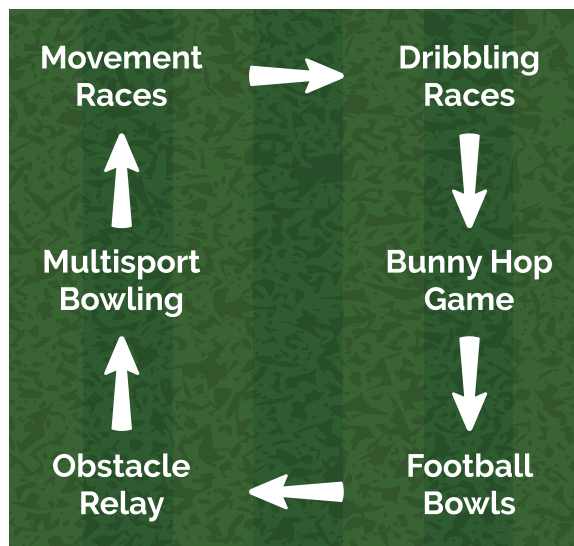 Movement
Races
Dribbling
Races
Multisport
Bowling
Bunny Hop
Game
Obstacle
Relay
Football
Bowls